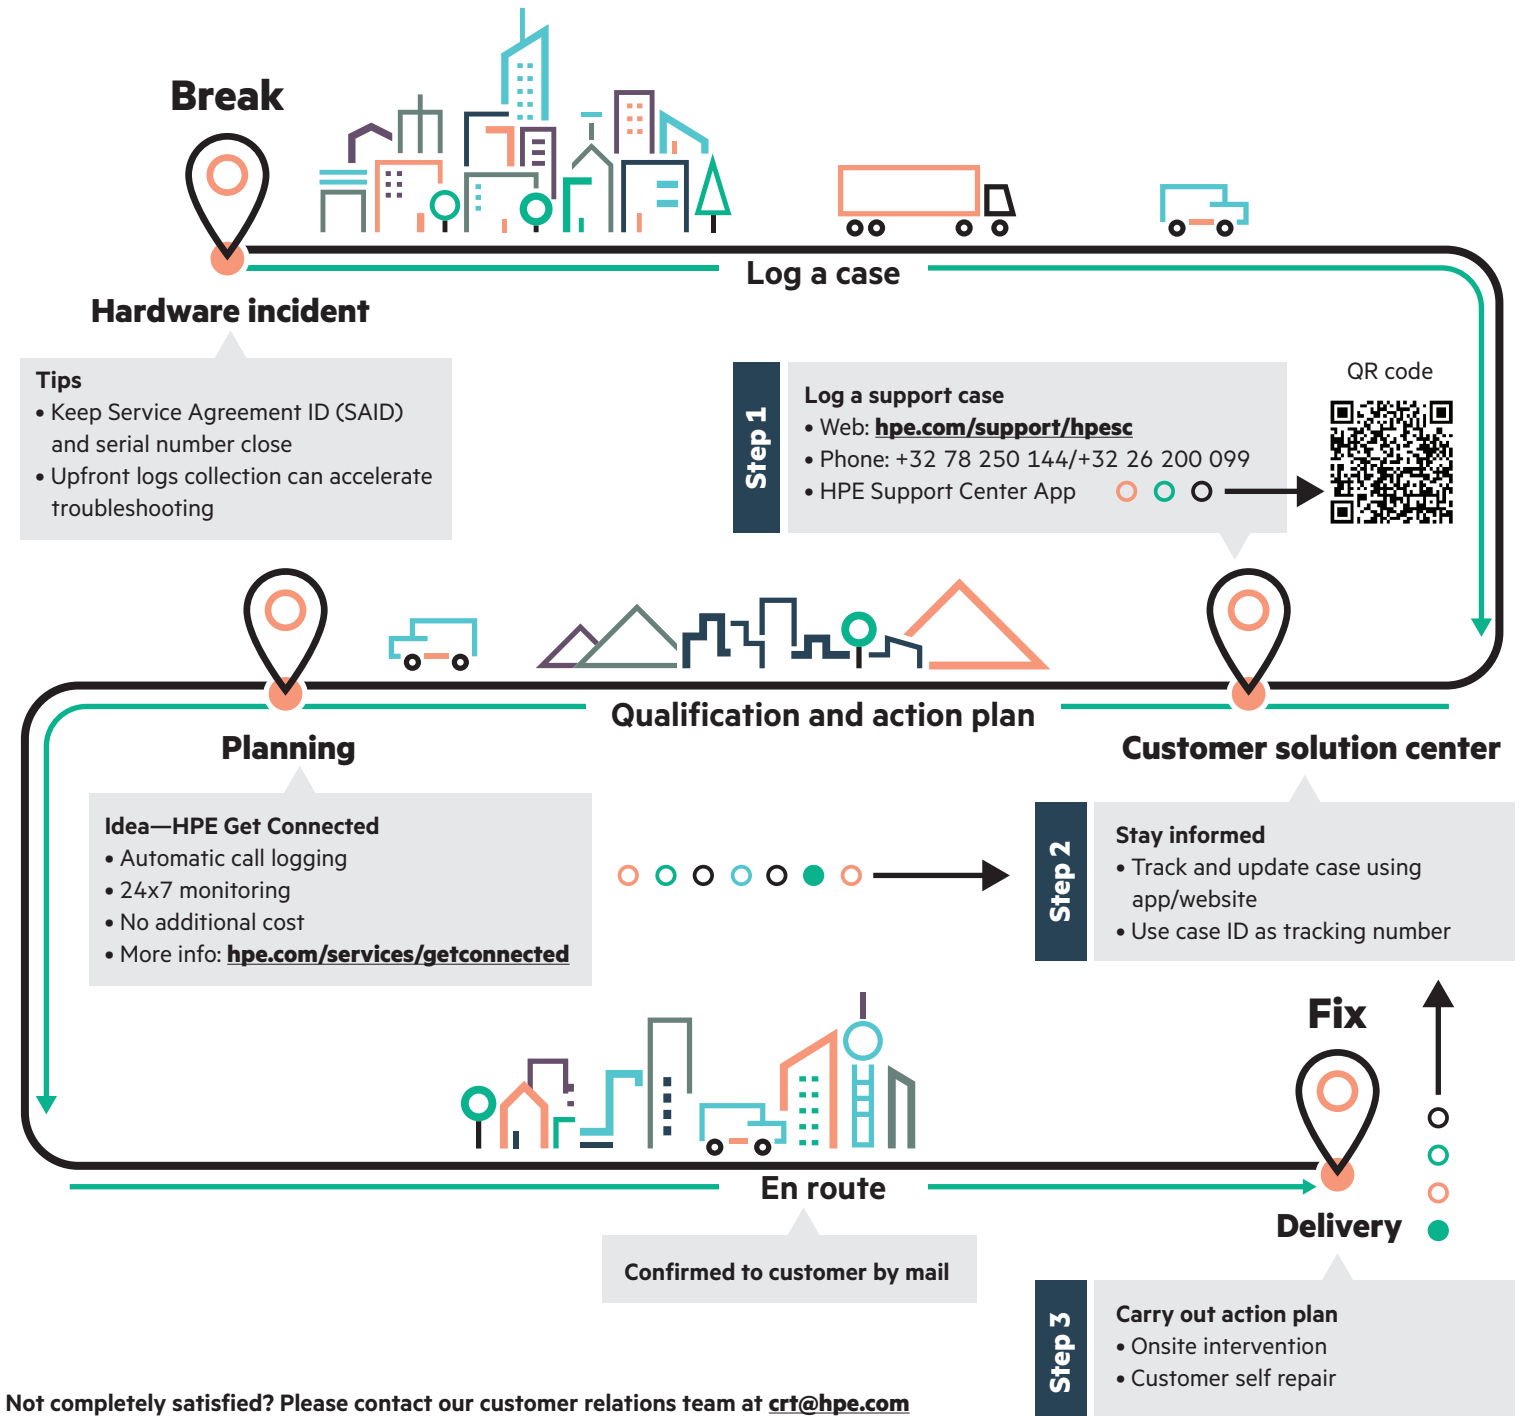 Break
Log a case
Hardware incident
Tips
• Keep Service Agreement ID (SAID)
and serial number close
• Upfront logs collection can accelerate
troubleshooting
Step 1
Log a support case
• Web: hpe.com/support/hpesc
• Phone: +32 78 250 144/+32 26 200 099
• HPE Support Center App
QR code
Qualification and action plan
Customer solution center
Planning
Idea—HPE Get Connected
• Automatic call logging
• 24x7 monitoring
• No additional cost
• More info: hpe.com/services/getconnected
Step 2
Stay informed
• Track and update case using
app/website
• Use case ID as tracking number
Fix
En route
Confirmed to customer by mail
Delivery
Step 3
Carry out action plan
• Onsite intervention
• Customer self repair
Not completely satisfied? Please contact our customer relations team at crt@hpe.com